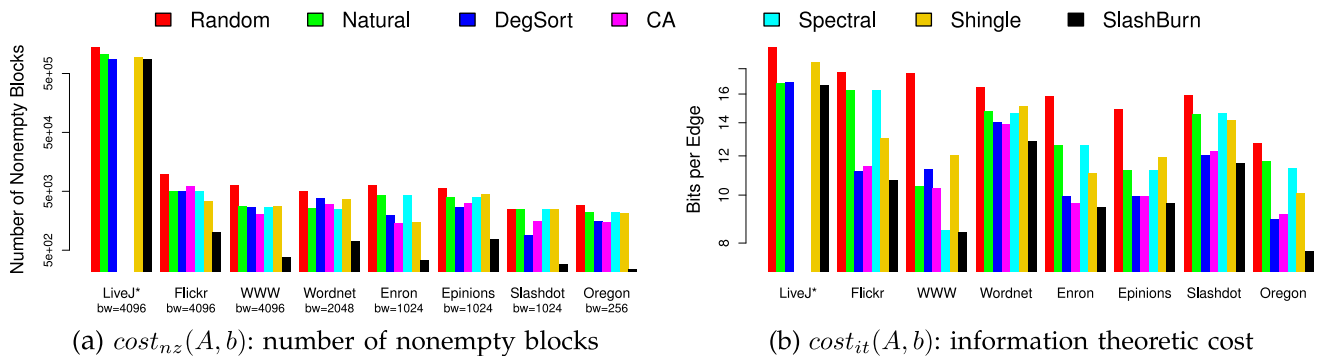 Random Natural DegSort CA Spectral Shingle SlashBurn
Number of Nonempty Blocks
5e+05
5e+04
5e+03
5e+02
LiveJ* Flickr WWW Wordnet Enron Epinions Slashdot Oregon
bw=4096 bw=4096 bw=4096 bw=2048 bw=1024 bw=1024 bw=1024 bw=256
(a) cost_nz(A, b): number of nonempty blocks
Bits per Edge
16
14
12
10
8
LiveJ* Flickr WWW Wordnet Enron Epinions Slashdot Oregon
(b) cost_it(A, b): information theoretic cost